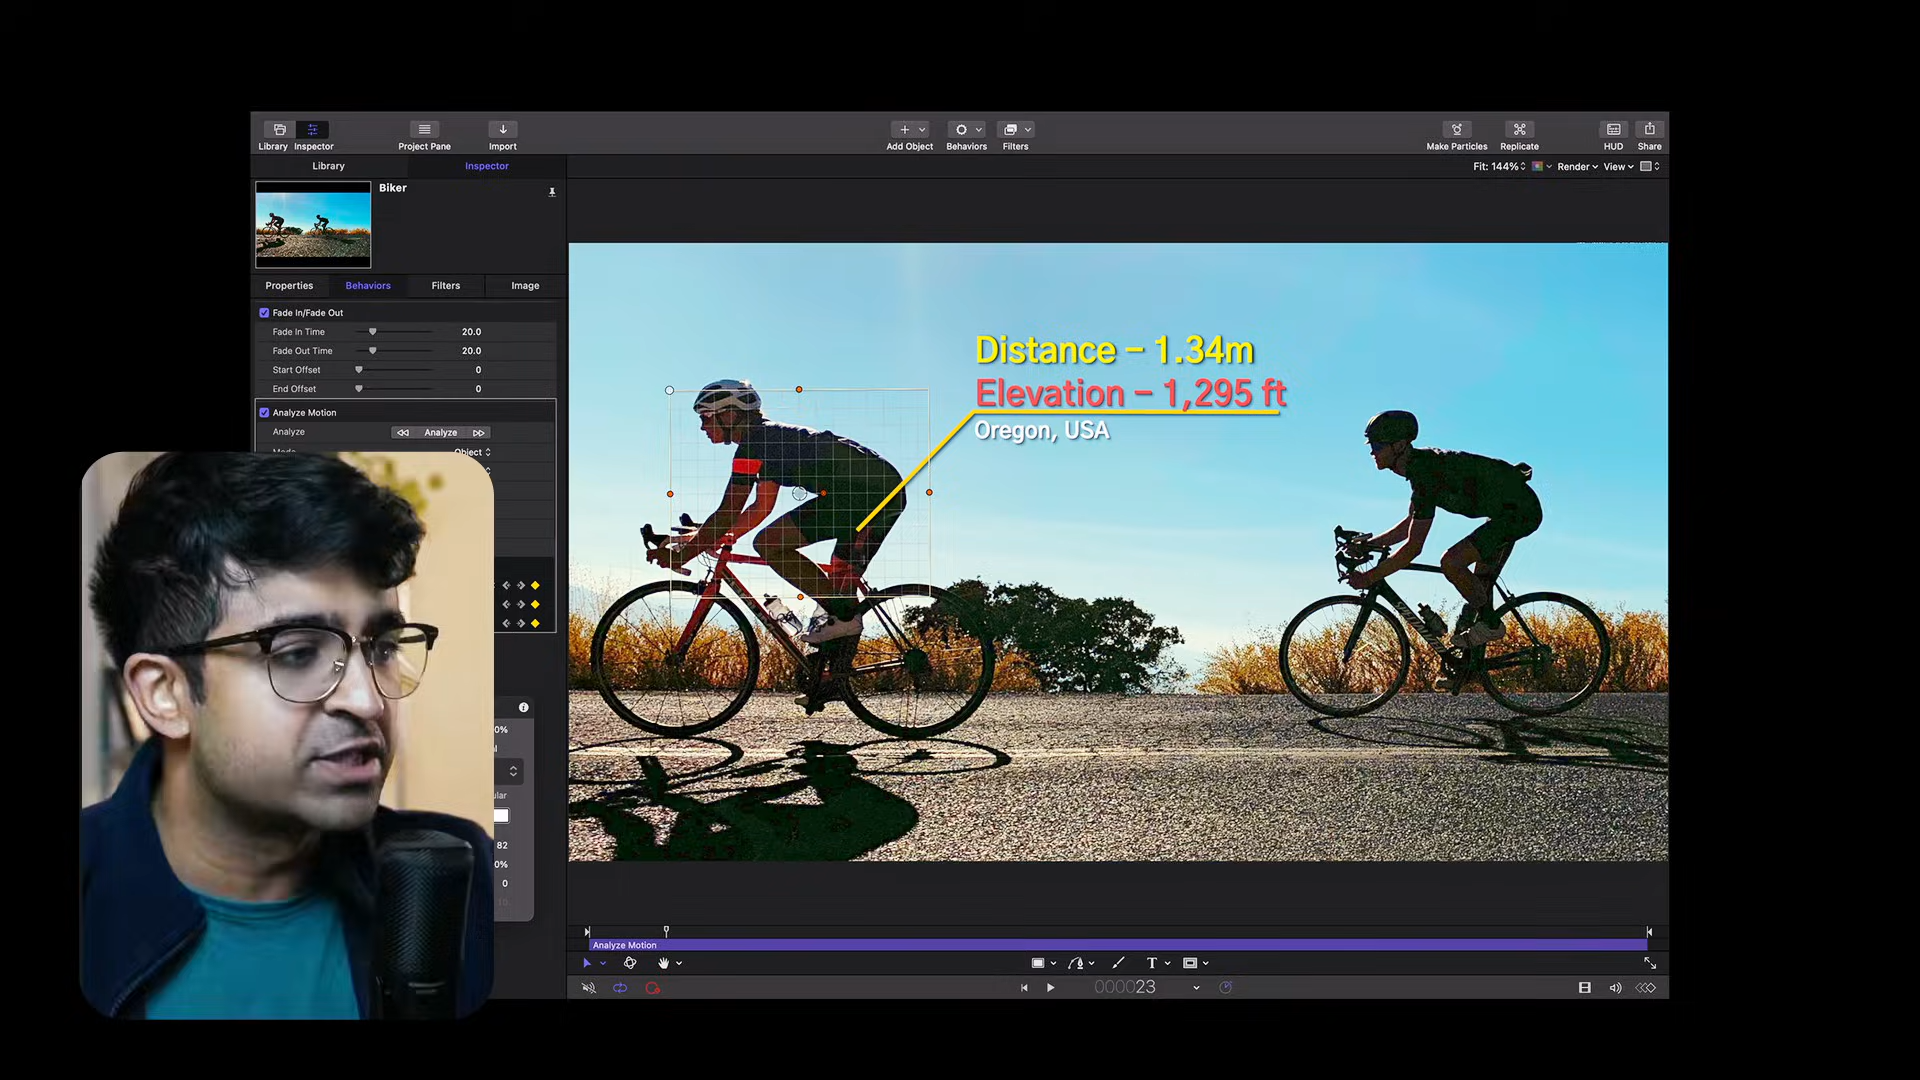 Library Inspector Project Pane Import Add Object Behaviors Filters Make Particles Replicate HUD Share
Library Inspector Fit: 144% Render View
Biker
Properties Behaviors Filters Image
Fade In/Fade Out
Fade In Time 20.0
Fade Out Time 20.0
Start Offset 0
End Offset 0
Analyze Motion
Analyze Analyze
Object
Distance – 1.34m
Elevation – 1,295 ft
Oregon, USA
82
0
Analyze Motion
T
000023